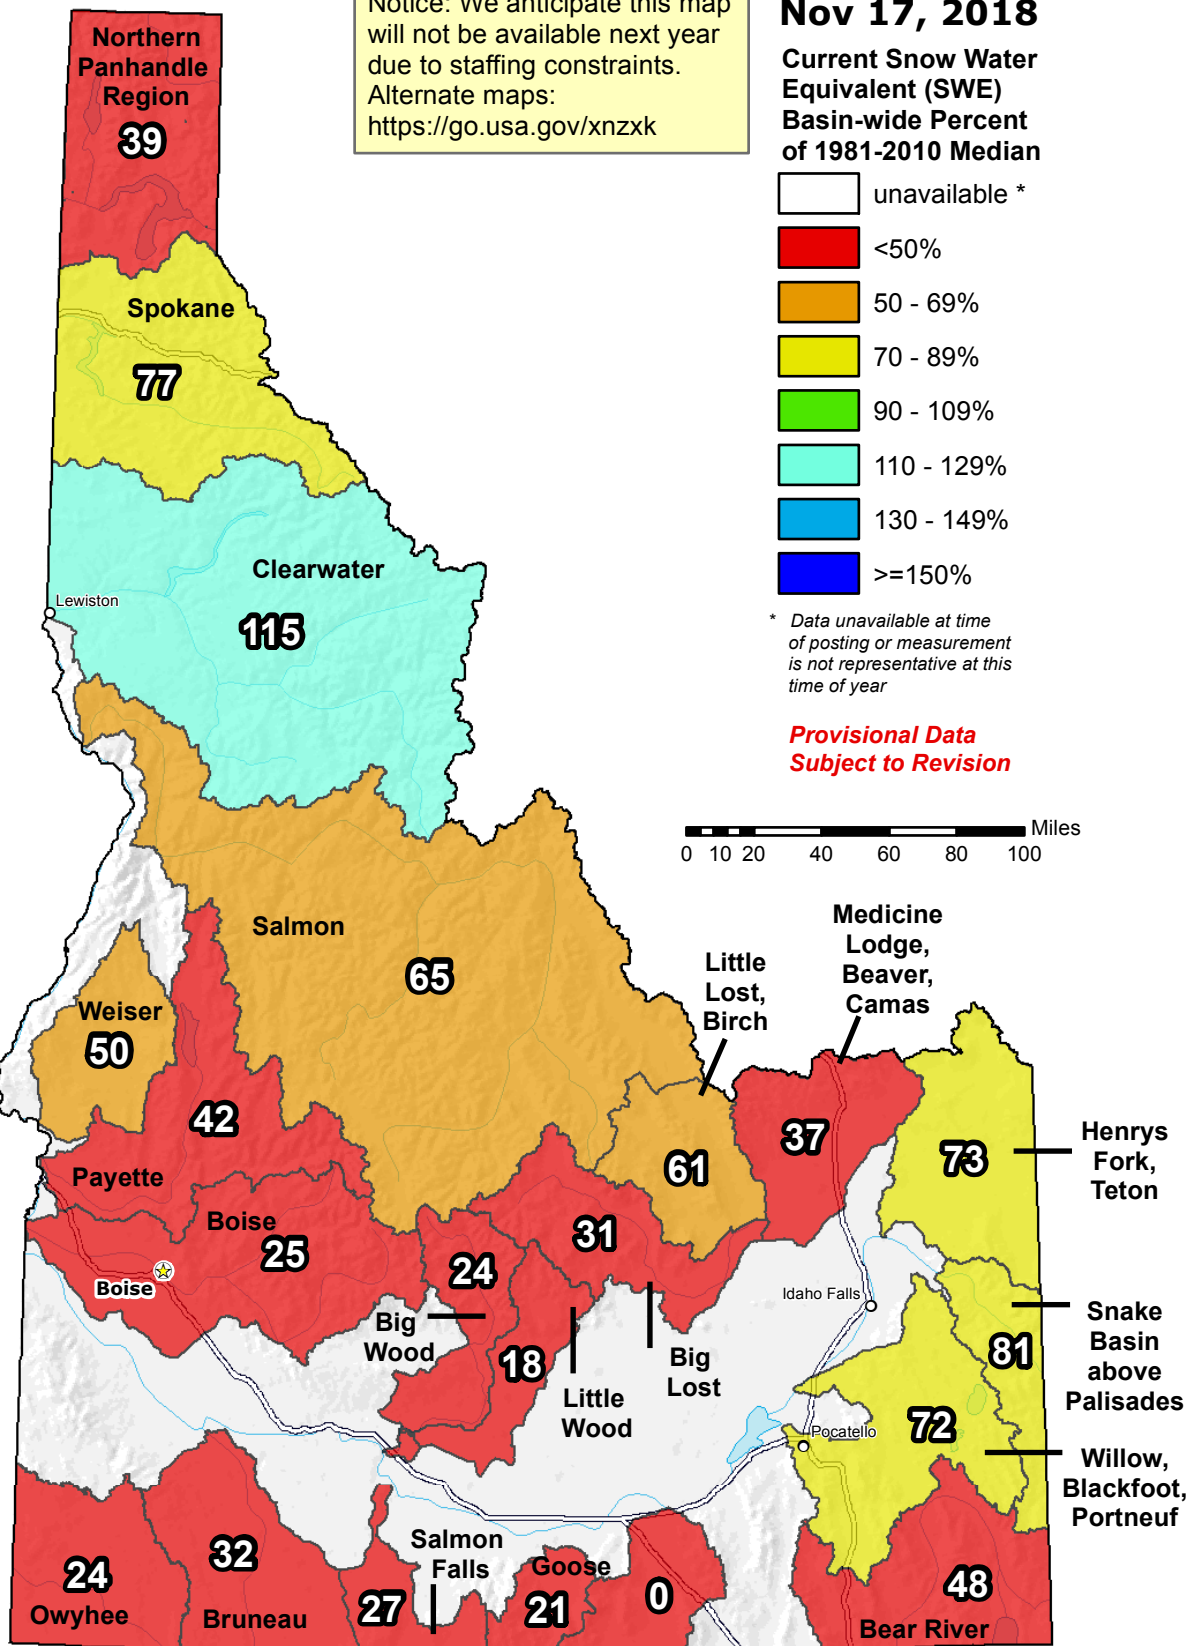 Notice: We anticipate this map
will not be available next year
due to staffing constraints.
Alternate maps:
https://go.usa.gov/xnzxk
Nov 17, 2018
Current Snow Water
Equivalent (SWE)
Basin-wide Percent
of 1981-2010 Median
unavailable *
<50%
50 - 69%
70 - 89%
90 - 109%
110 - 129%
130 - 149%
>=150%
* Data unavailable at time
of posting or measurement
is not representative at this
time of year
Provisional Data
Subject to Revision
Miles
0 10 20 40 60 80 100
Northern
Panhandle
Region
39
Spokane
77
Clearwater
115
Lewiston
Salmon
65
Weiser
50
42
Payette
Boise
25
Boise
Little
Lost,
Birch
61
Medicine
Lodge,
Beaver,
Camas
37
Henrys
Fork,
Teton
73
31
Big
Lost
24
Big
Wood
18
Little
Wood
Idaho Falls
Snake
Basin
above
Palisades
81
72
Pocatello
Willow,
Blackfoot,
Portneuf
24
Owyhee
32
Bruneau
27
Salmon
Falls
Goose
21
0
48
Bear River